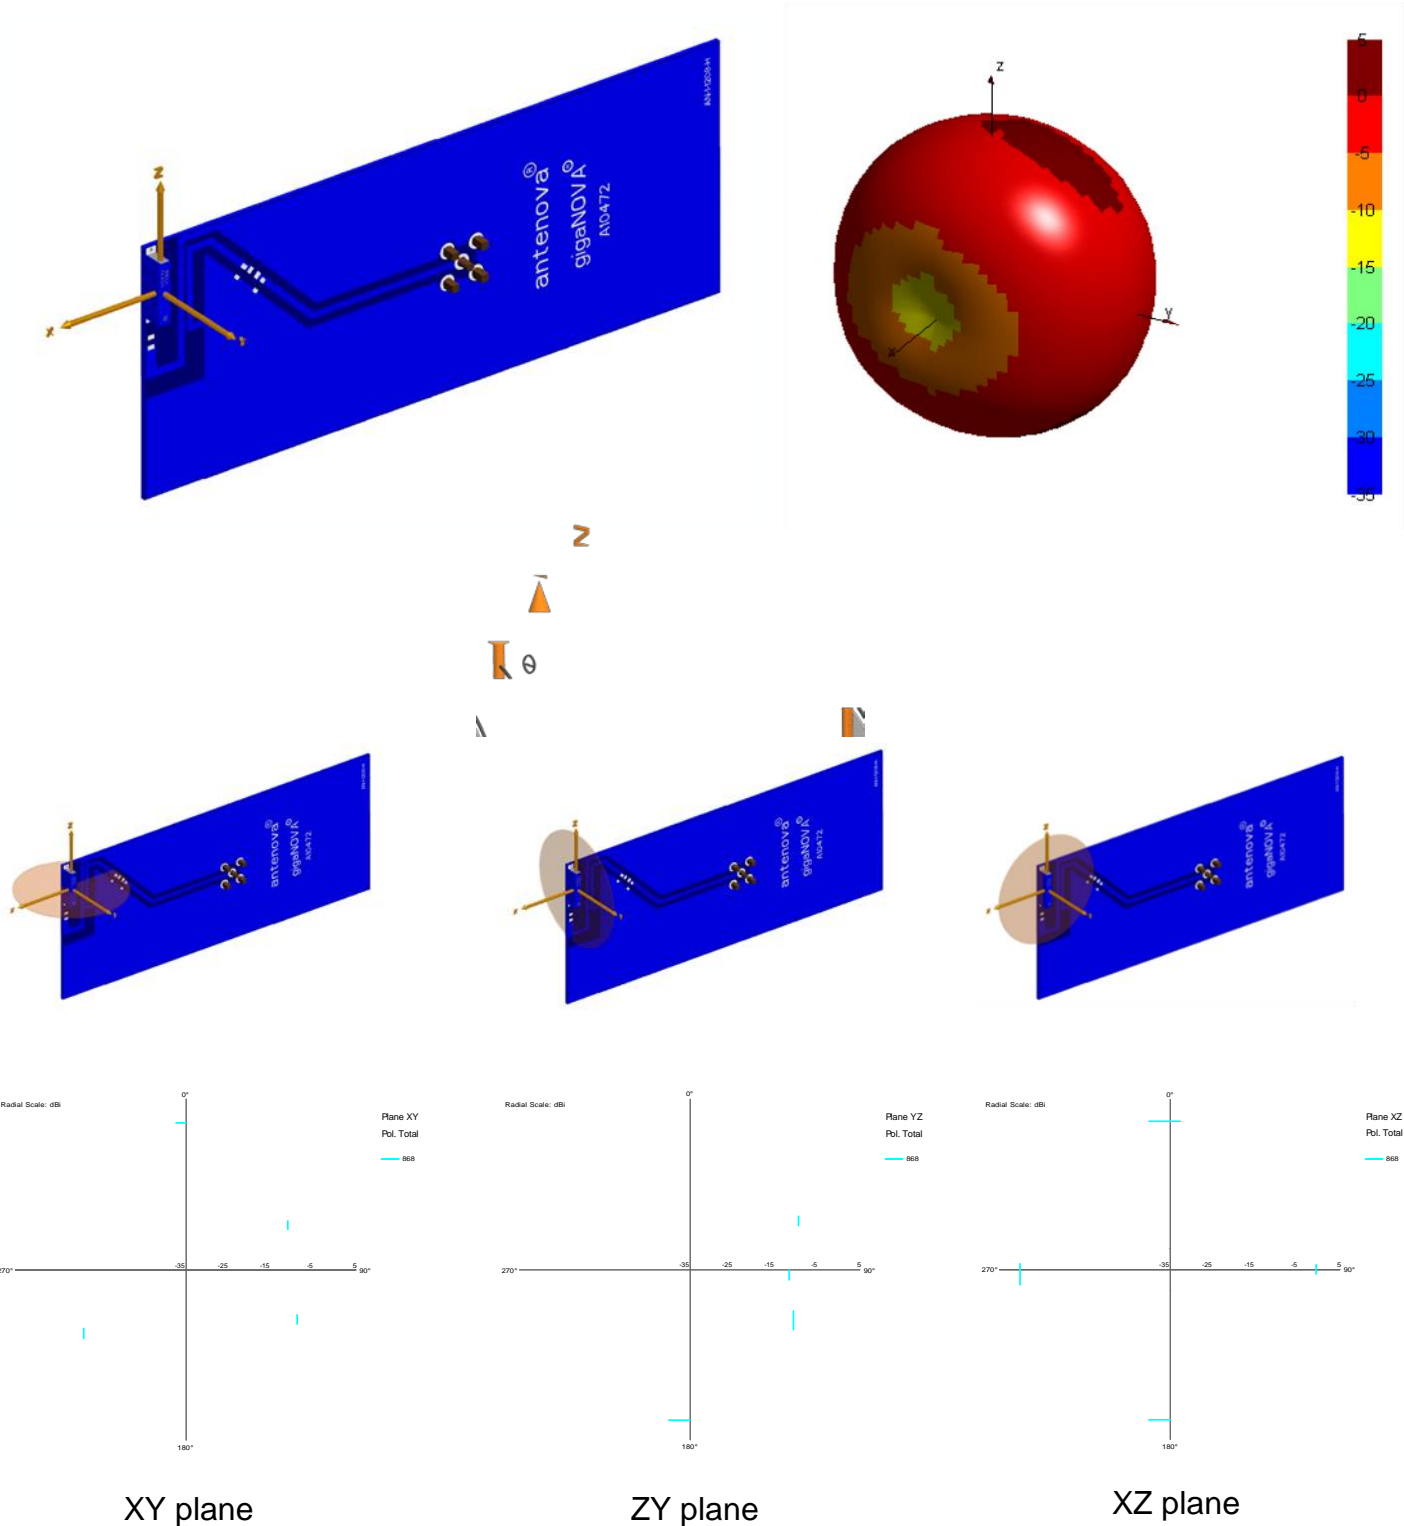 AN-11208-H
antenova®
gigaNOVA®
A10472
Z
X
Y
Z
Y
X
5
0
-5
-10
-15
-20
-25
-30
-35
Z
θ
antenova®
gigaNOVA®
A10472
Z
antenova®
gigaNOVA®
A10472
Z
antenova®
gigaNOVA®
A10472
Z
Radial Scale: dBi
0°
Plane XY
Pol. Total
868
270°
-35
-25
-15
-5
5
90°
180°
Radial Scale: dBi
0°
Plane YZ
Pol. Total
868
270°
-35
-25
-15
-5
5
90°
180°
Radial Scale: dBi
0°
Plane XZ
Pol. Total
868
270°
-35
-25
-15
-5
5
90°
180°
XY plane
ZY plane
XZ plane